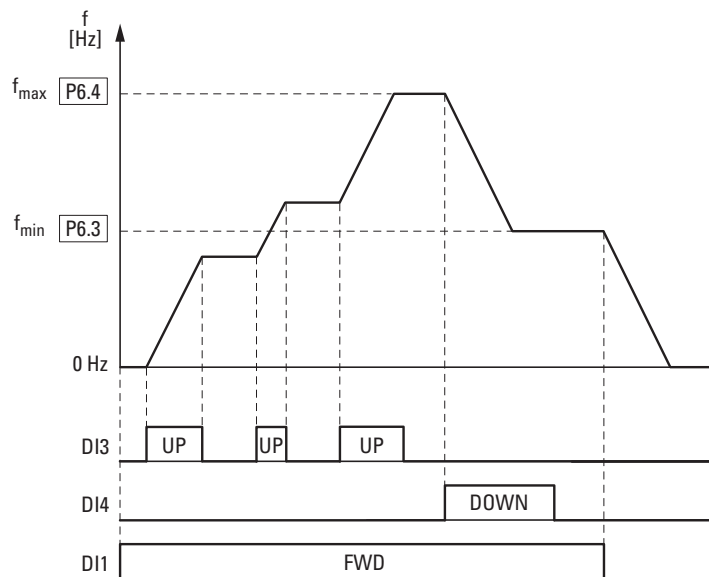 f
[Hz]
fmax P6.4
fmin P6.3
0 Hz
DI3 UP UP UP
DI4 DOWN
DI1 FWD